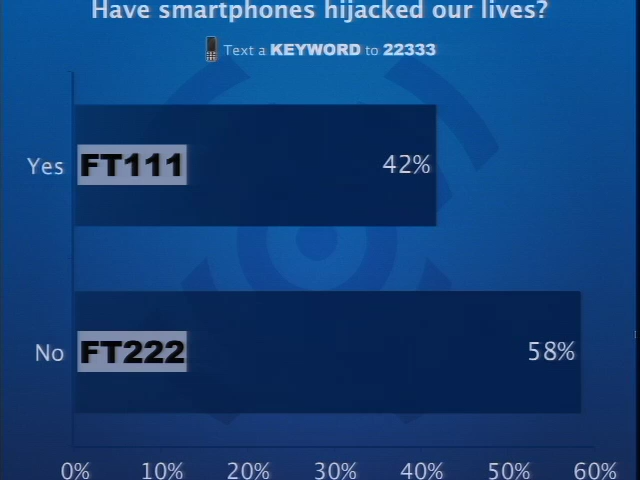 Have smartphones hijacked our lives?
Text a KEYWORD to 22333
Yes FT111 42%
No FT222 58%
0% 10% 20% 30% 40% 50% 60%